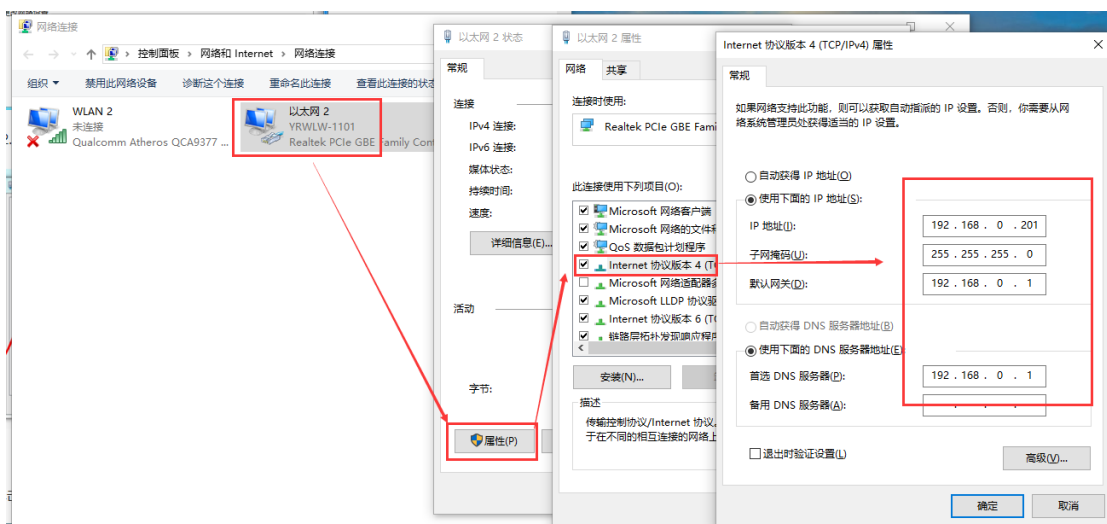 网络连接
控制面板 › 网络和 Internet › 网络连接
组织 禁用此网络设备 诊断这个连接 重命名此连接 查看此连接的状态
WLAN 2
未连接
Qualcomm Atheros QCA9377 ...
以太网 2
YRWLW-1101
Realtek PCIe GBE Family Con
以太网 2 状态
常规
连接
IPv4 连接:
IPv6 连接:
媒体状态:
持续时间:
速度:
详细信息(E)...
活动
字节:
属性(P)
以太网 2 属性
网络 共享
连接时使用:
Realtek PCIe GBE Fami
此连接使用下列项目(O):
Microsoft 网络客户端
Microsoft 网络的文件和
QoS 数据包计划程序
Internet 协议版本 4 (TC
Microsoft 网络适配器多
Microsoft LLDP 协议驱
Internet 协议版本 6 (TC
链路层拓扑发现响应程序
安装(N)...
描述
传输控制协议/Internet 协议。
于在不同的相互连接的网络上
Internet 协议版本 4 (TCP/IPv4) 属性
常规
如果网络支持此功能，则可以获取自动指派的 IP 设置。否则，你需要从网
络系统管理员处获得适当的 IP 设置。
自动获得 IP 地址(O)
使用下面的 IP 地址(S):
IP 地址(I): 192 . 168 . 0 . 201
子网掩码(U): 255 . 255 . 255 . 0
默认网关(D): 192 . 168 . 0 . 1
自动获得 DNS 服务器地址(B)
使用下面的 DNS 服务器地址(E):
首选 DNS 服务器(P): 192 . 168 . 0 . 1
备用 DNS 服务器(A): . . .
退出时验证设置(L)
高级(V)...
确定 取消